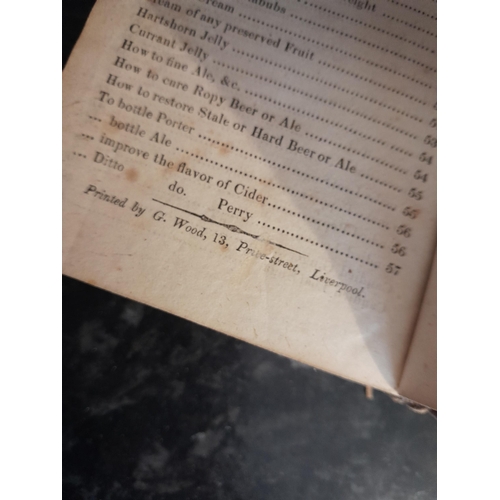 cream ...
...eam of any preserved Fruit
Hartshorn Jelly
Currant Jelly
How to fine Ale, &c. 53
How to cure Ropy Beer or Ale 54
How to restore Stale or Hard Beer or Ale 54
To bottle Porter 55
... bottle Ale 55
... improve the flavor of Cider 56
... Ditto do. Perry 57
Printed by G. Wood, 13, Price-street, Liverpool.